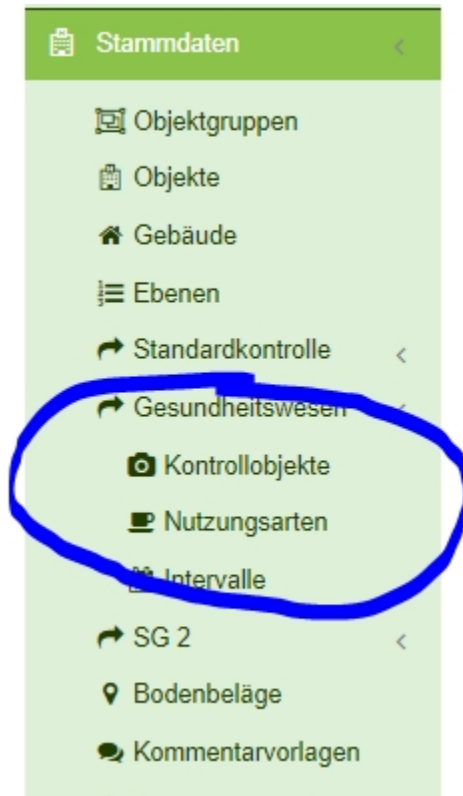 Stammdaten
Objektgruppen
Objekte
Gebäude
Ebenen
Standardkontrolle
Gesundheitswesen
Kontrollobjekte
Nutzungsarten
Intervalle
SG 2
Bodenbeläge
Kommentarvorlagen